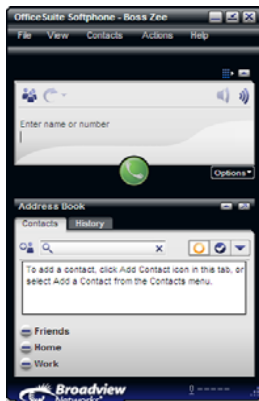 OfficeSuite Softphone - Boss Zee
File View Contacts Actions Help
Enter name or number
Options
Address Book
Contacts History
To add a contact, click Add Contact icon in this tab, or
select Add a Contact from the Contacts menu.
Friends
Home
Work
Broadview
Networks